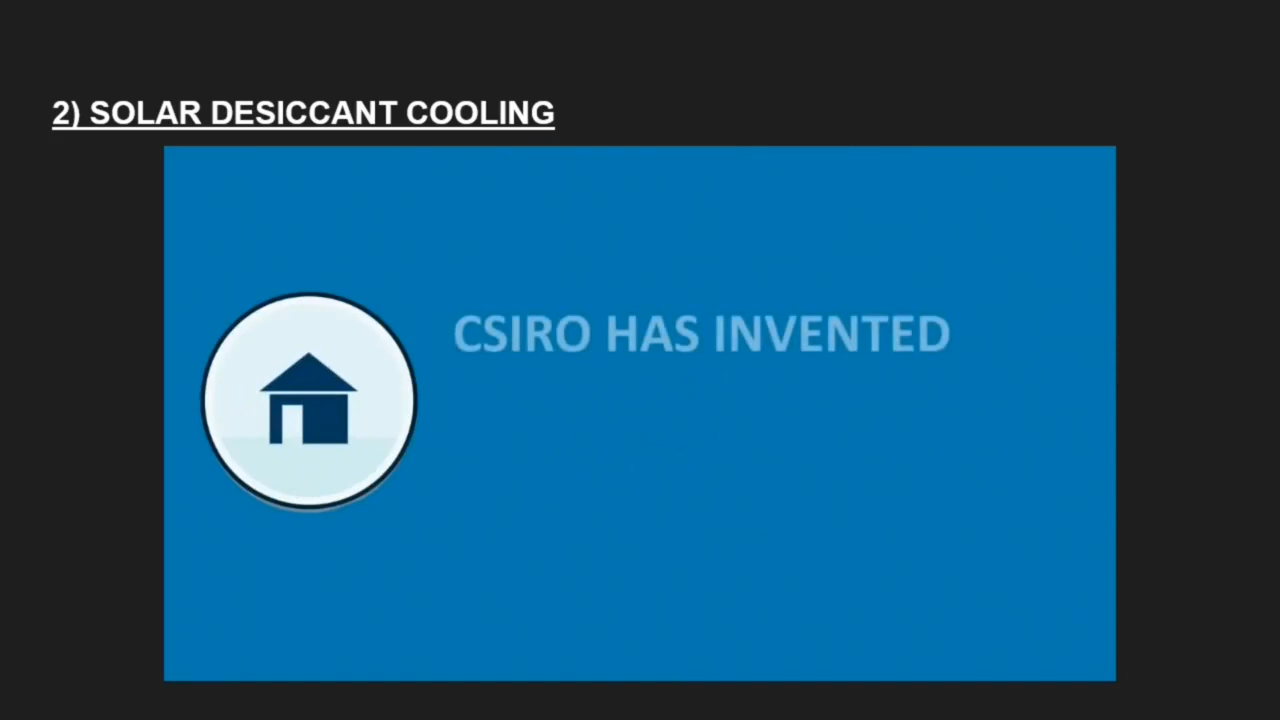 2) SOLAR DESICCANT COOLING
CSIRO HAS INVENTED